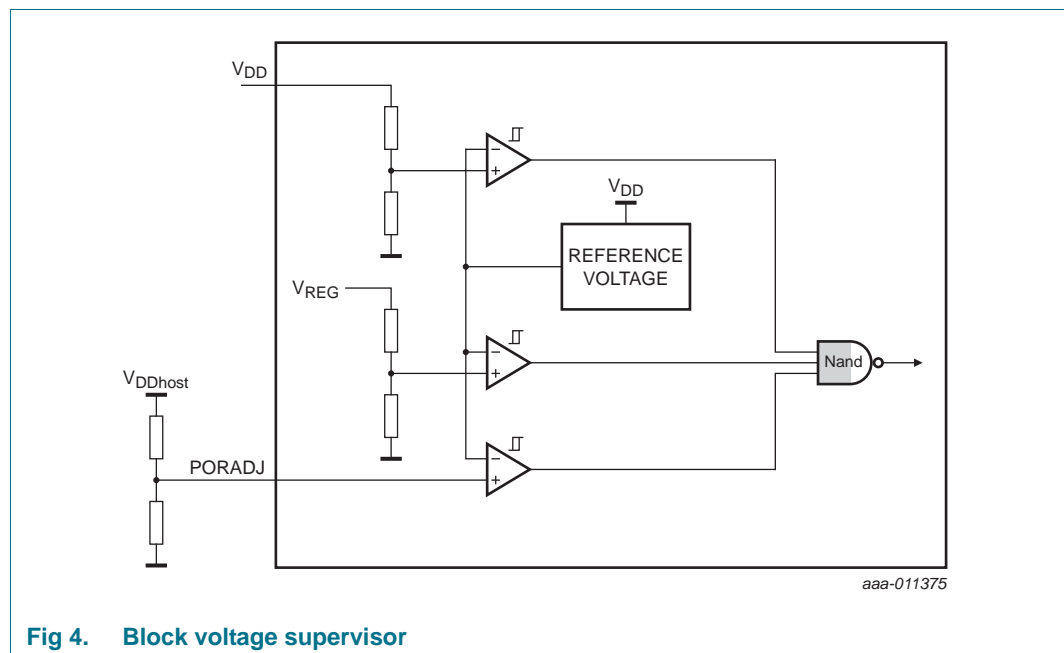 VDD
VDD
REFERENCE
VOLTAGE
VREG
Nand
VDDhost
PORADJ
- +
- +
- +
aaa-011375
Fig 4. Block voltage supervisor